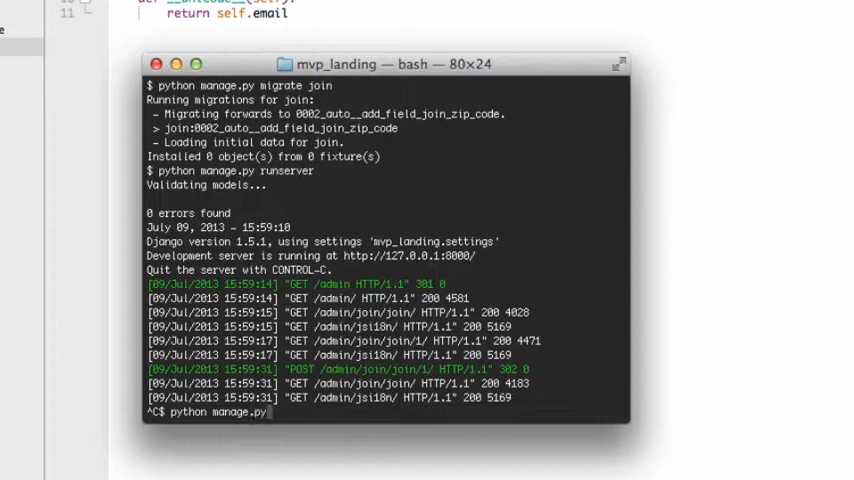 def __unicode__(self):
11
return self.email
mvp_landing — bash — 80×24
$ python manage.py migrate join
Running migrations for join:
- Migrating forwards to 0002_auto__add_field_join_zip_code.
> join:0002_auto__add_field_join_zip_code
- Loading initial data for join.
Installed 0 object(s) from 0 fixture(s)
$ python manage.py runserver
Validating models...
0 errors found
July 09, 2013 - 15:59:10
Django version 1.5.1, using settings 'mvp_landing.settings'
Development server is running at http://127.0.0.1:8000/
Quit the server with CONTROL-C.
[09/Jul/2013 15:59:14] "GET /admin HTTP/1.1" 301 0
[09/Jul/2013 15:59:14] "GET /admin/ HTTP/1.1" 200 4581
[09/Jul/2013 15:59:15] "GET /admin/join/join/ HTTP/1.1" 200 4028
[09/Jul/2013 15:59:15] "GET /admin/jsi18n/ HTTP/1.1" 200 5169
[09/Jul/2013 15:59:17] "GET /admin/join/join/1/ HTTP/1.1" 200 4471
[09/Jul/2013 15:59:17] "GET /admin/jsi18n/ HTTP/1.1" 200 5169
[09/Jul/2013 15:59:31] "POST /admin/join/join/1/ HTTP/1.1" 302 0
[09/Jul/2013 15:59:31] "GET /admin/join/join/ HTTP/1.1" 200 4183
[09/Jul/2013 15:59:31] "GET /admin/jsi18n/ HTTP/1.1" 200 5169
^C$ python manage.py